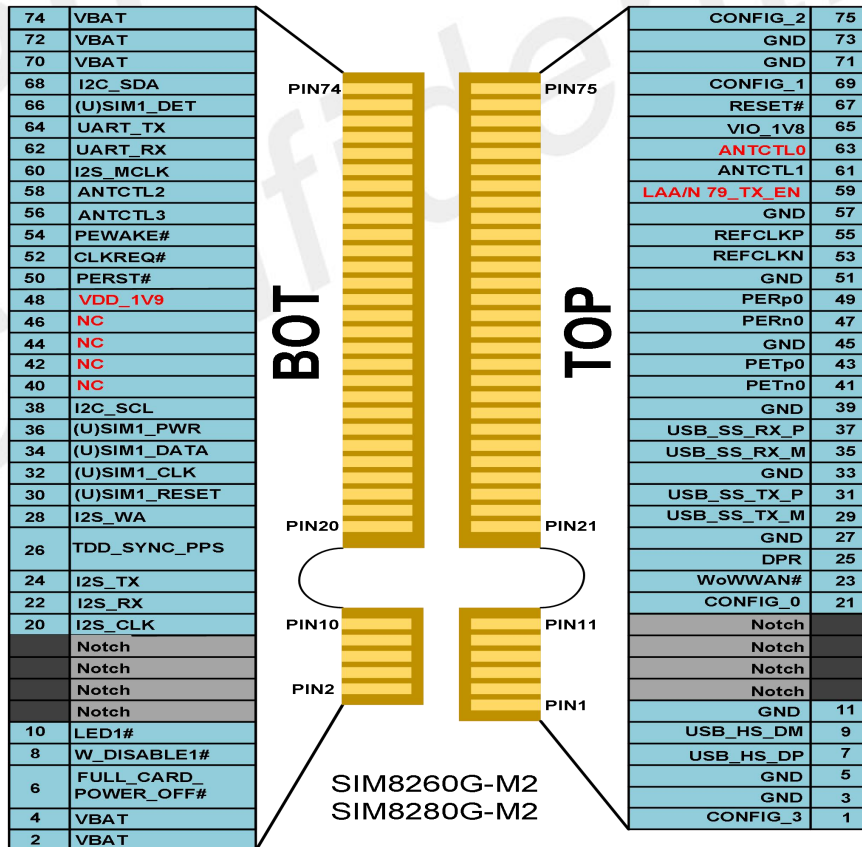 74 VBAT
72 VBAT
70 VBAT
68 I2C_SDA
66 (U)SIM1_DET
64 UART_TX
62 UART_RX
60 I2S_MCLK
58 ANTCTL2
56 ANTCTL3
54 PEWAKE#
52 CLKREQ#
50 PERST#
48 VDD_1V9
46 NC
44 NC
42 NC
40 NC
38 I2C_SCL
36 (U)SIM1_PWR
34 (U)SIM1_DATA
32 (U)SIM1_CLK
30 (U)SIM1_RESET
28 I2S_WA
26 TDD_SYNC_PPS
24 I2S_TX
22 I2S_RX
20 I2S_CLK
Notch
Notch
Notch
Notch
10 LED1#
8 W_DISABLE1#
6 FULL_CARD_
POWER_OFF#
4 VBAT
2 VBAT
PIN74
BOT
PIN20
PIN10
PIN2
PIN75
TOP
PIN21
PIN11
PIN1
SIM8260G-M2
SIM8280G-M2
CONFIG_2 75
GND 73
GND 71
CONFIG_1 69
RESET# 67
VIO_1V8 65
ANTCTL0 63
ANTCTL1 61
LAA/N 79_TX_EN 59
GND 57
REFCLKP 55
REFCLKN 53
GND 51
PERp0 49
PERn0 47
GND 45
PETp0 43
PETn0 41
GND 39
USB_SS_RX_P 37
USB_SS_RX_M 35
GND 33
USB_SS_TX_P 31
USB_SS_TX_M 29
GND 27
DPR 25
WoWWAN# 23
CONFIG_0 21
Notch
Notch
Notch
Notch
GND 11
USB_HS_DM 9
USB_HS_DP 7
GND 5
GND 3
CONFIG_3 1